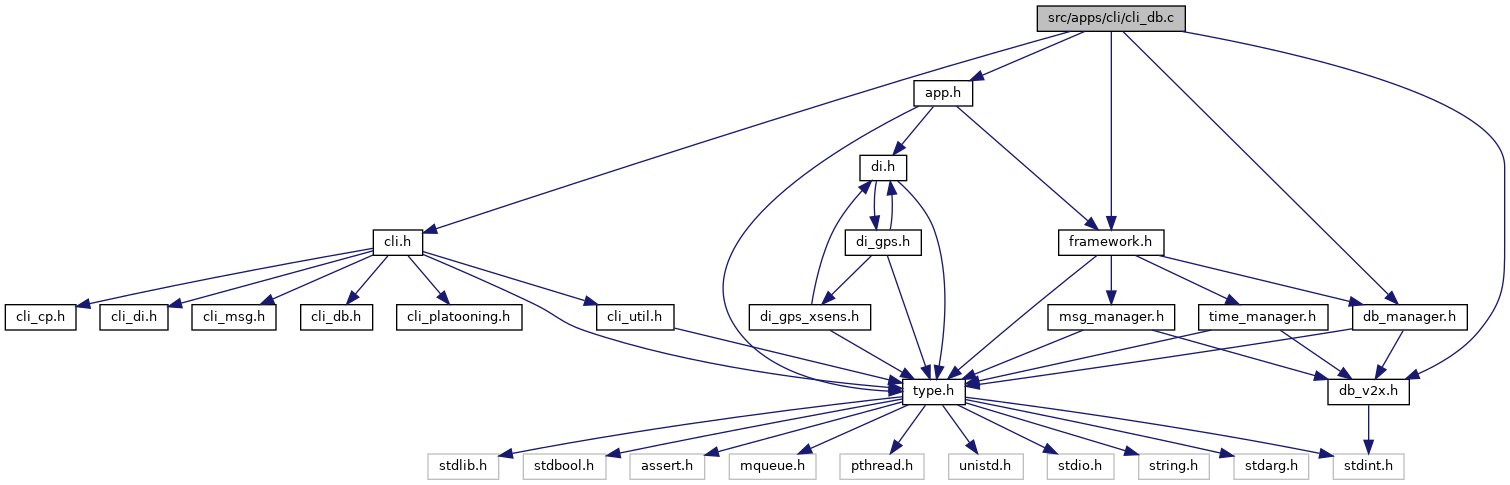 src/apps/cli/cli_db.c
app.h
di.h
cli.h
di_gps.h
framework.h
cli_cp.h
cli_di.h
cli_msg.h
cli_db.h
cli_platooning.h
cli_util.h
di_gps_xsens.h
msg_manager.h
time_manager.h
db_manager.h
type.h
db_v2x.h
stdlib.h
stdbool.h
assert.h
mqueue.h
pthread.h
unistd.h
stdio.h
string.h
stdarg.h
stdint.h